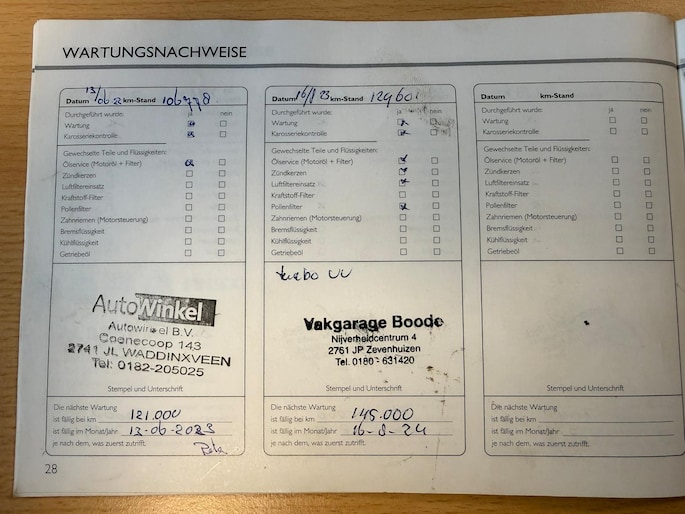 WARTUNGSNACHWEISE
Datum 13/06 22 km-Stand 106778
Durchgeführt wurde: ja nein
Wartung
Karosseriekontrolle
Gewechselte Teile und Flüssigkeiten:
Ölservice (Motoröl + Filter)
Zündkerzen
Luftfiltereinsatz
Kraftstoff-Filter
Pollenfilter
Zahnriemen (Motorsteuerung)
Bremsflüssigkeit
Kühlflüssigkeit
Getriebeöl
AutoWinkel
Autowinkel B.V.
Coenecoop 143
2741 JL WADDINXVEEN
Tel: 0182-205025
Stempel und Unterschrift
Die nächste Wartung
ist fällig bei km 121.000
ist fällig im Monat/Jahr 13-06-2023
je nach dem, was zuerst zutrifft.
28
Datum 16/8 23 km-Stand 129601
Durchgeführt wurde: ja nein
Wartung
Karosseriekontrolle
Gewechselte Teile und Flüssigkeiten:
Ölservice (Motoröl + Filter)
Zündkerzen
Luftfiltereinsatz
Kraftstoff-Filter
Pollenfilter
Zahnriemen (Motorsteuerung)
Bremsflüssigkeit
Kühlflüssigkeit
Getriebeöl
turbo VV
Vakgarage Boode
Nijverheidcentrum 4
2761 JP Zevenhuizen
Tel. 0180 - 631420
Stempel und Unterschrift
Die nächste Wartung
ist fällig bei km 145.000
ist fällig im Monat/Jahr 16-8-24
je nach dem, was zuerst zutrifft.
Datum km-Stand
Durchgeführt wurde: ja nein
Wartung
Karosseriekontrolle
Gewechselte Teile und Flüssigkeiten:
Ölservice (Motoröl + Filter)
Zündkerzen
Luftfiltereinsatz
Kraftstoff-Filter
Pollenfilter
Zahnriemen (Motorsteuerung)
Bremsflüssigkeit
Kühlflüssigkeit
Getriebeöl
Stempel und Unterschrift
Die nächste Wartung
ist fällig bei km
ist fällig im Monat/Jahr
je nach dem, was zuerst zutrifft.